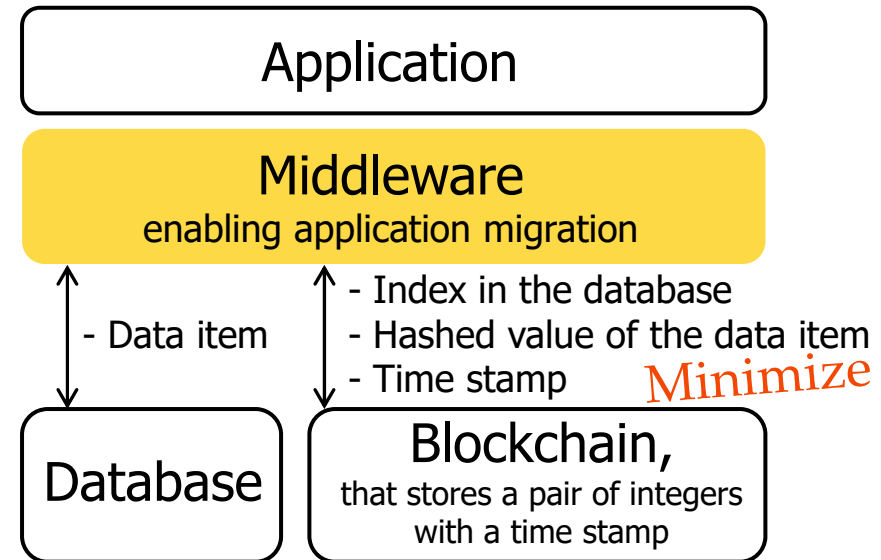 Application
Middleware
enabling application migration
- Data item
- Index in the database
- Hashed value of the data item
- Time stamp
Minimize
Database
Blockchain,
that stores a pair of integers
with a time stamp